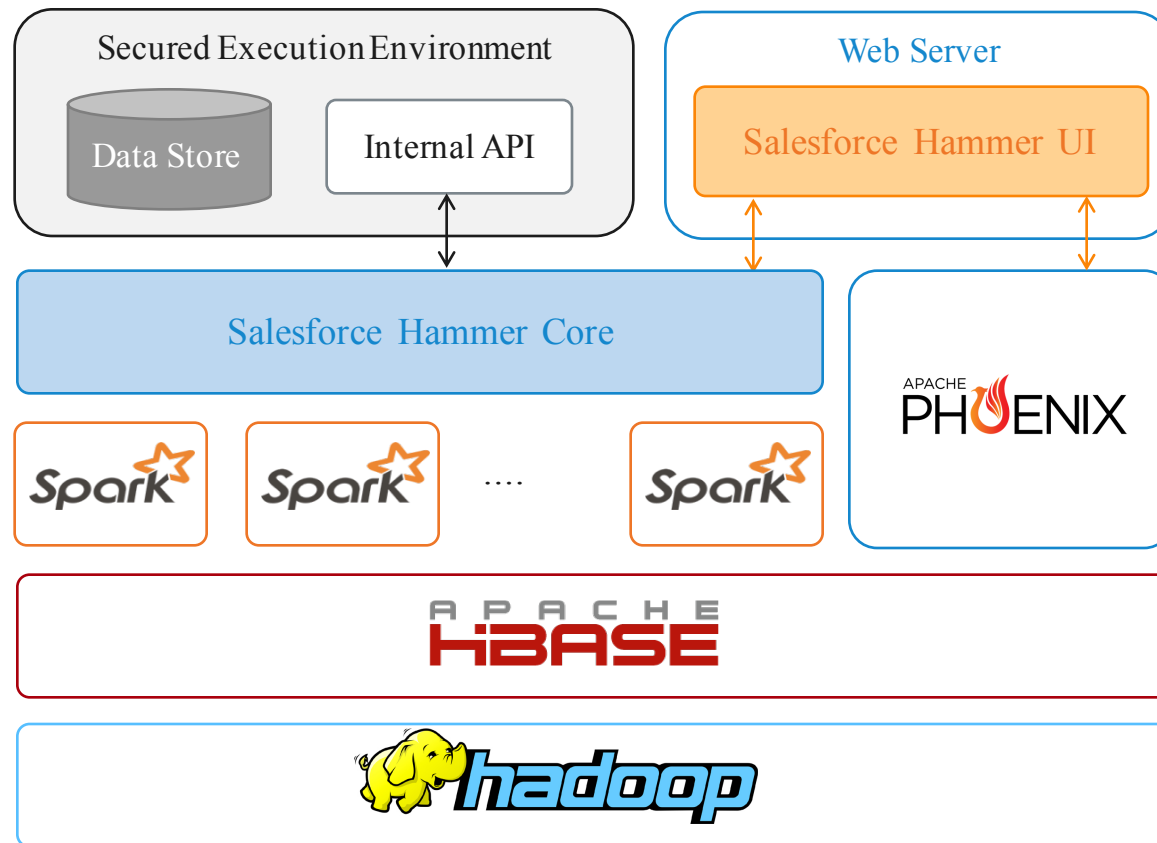 Secured Execution Environment
Data Store
Internal API
Web Server
Salesforce Hammer UI
Salesforce Hammer Core
APACHE
PHOENIX
Spark
Spark
....
Spark
APACHE
HBASE
hadoop